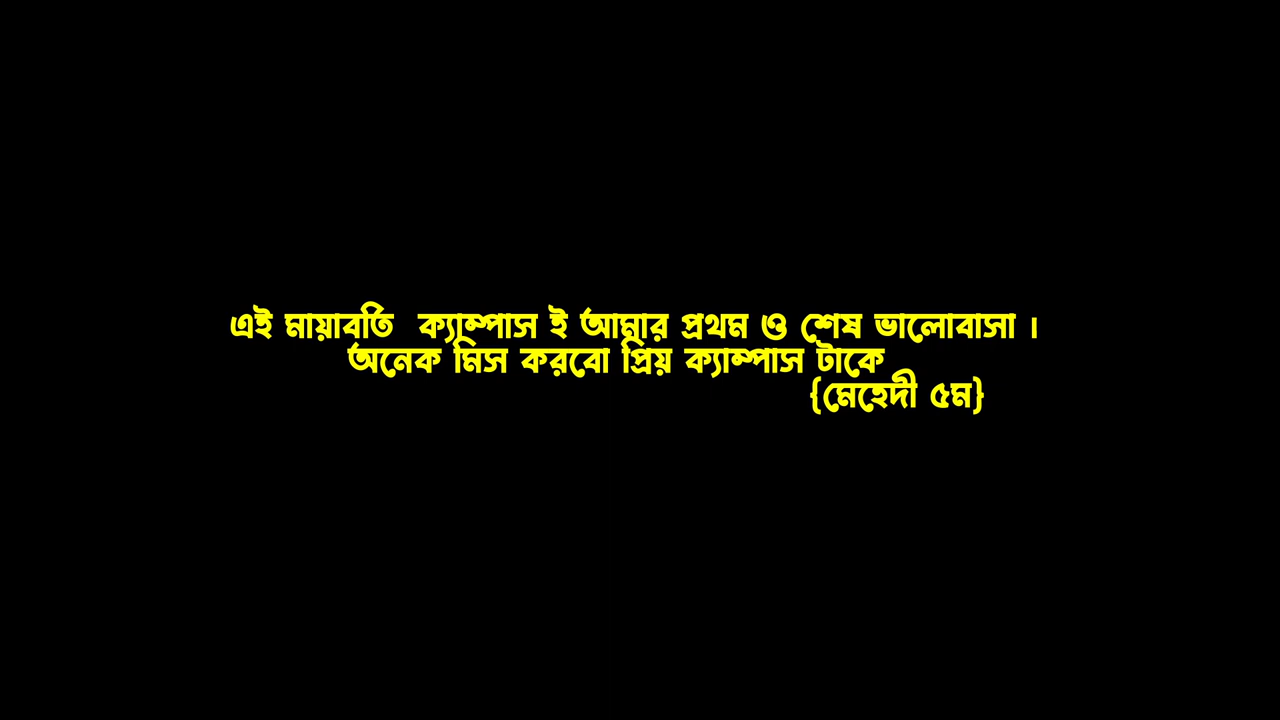 এই মায়াবতি  ক্যাম্পাস ই আমার প্রথম ও শেষ ভালোবাসা ।
অনেক মিস করবো প্রিয় ক্যাম্পাস টাকে
{মেহেদী ৫ম}